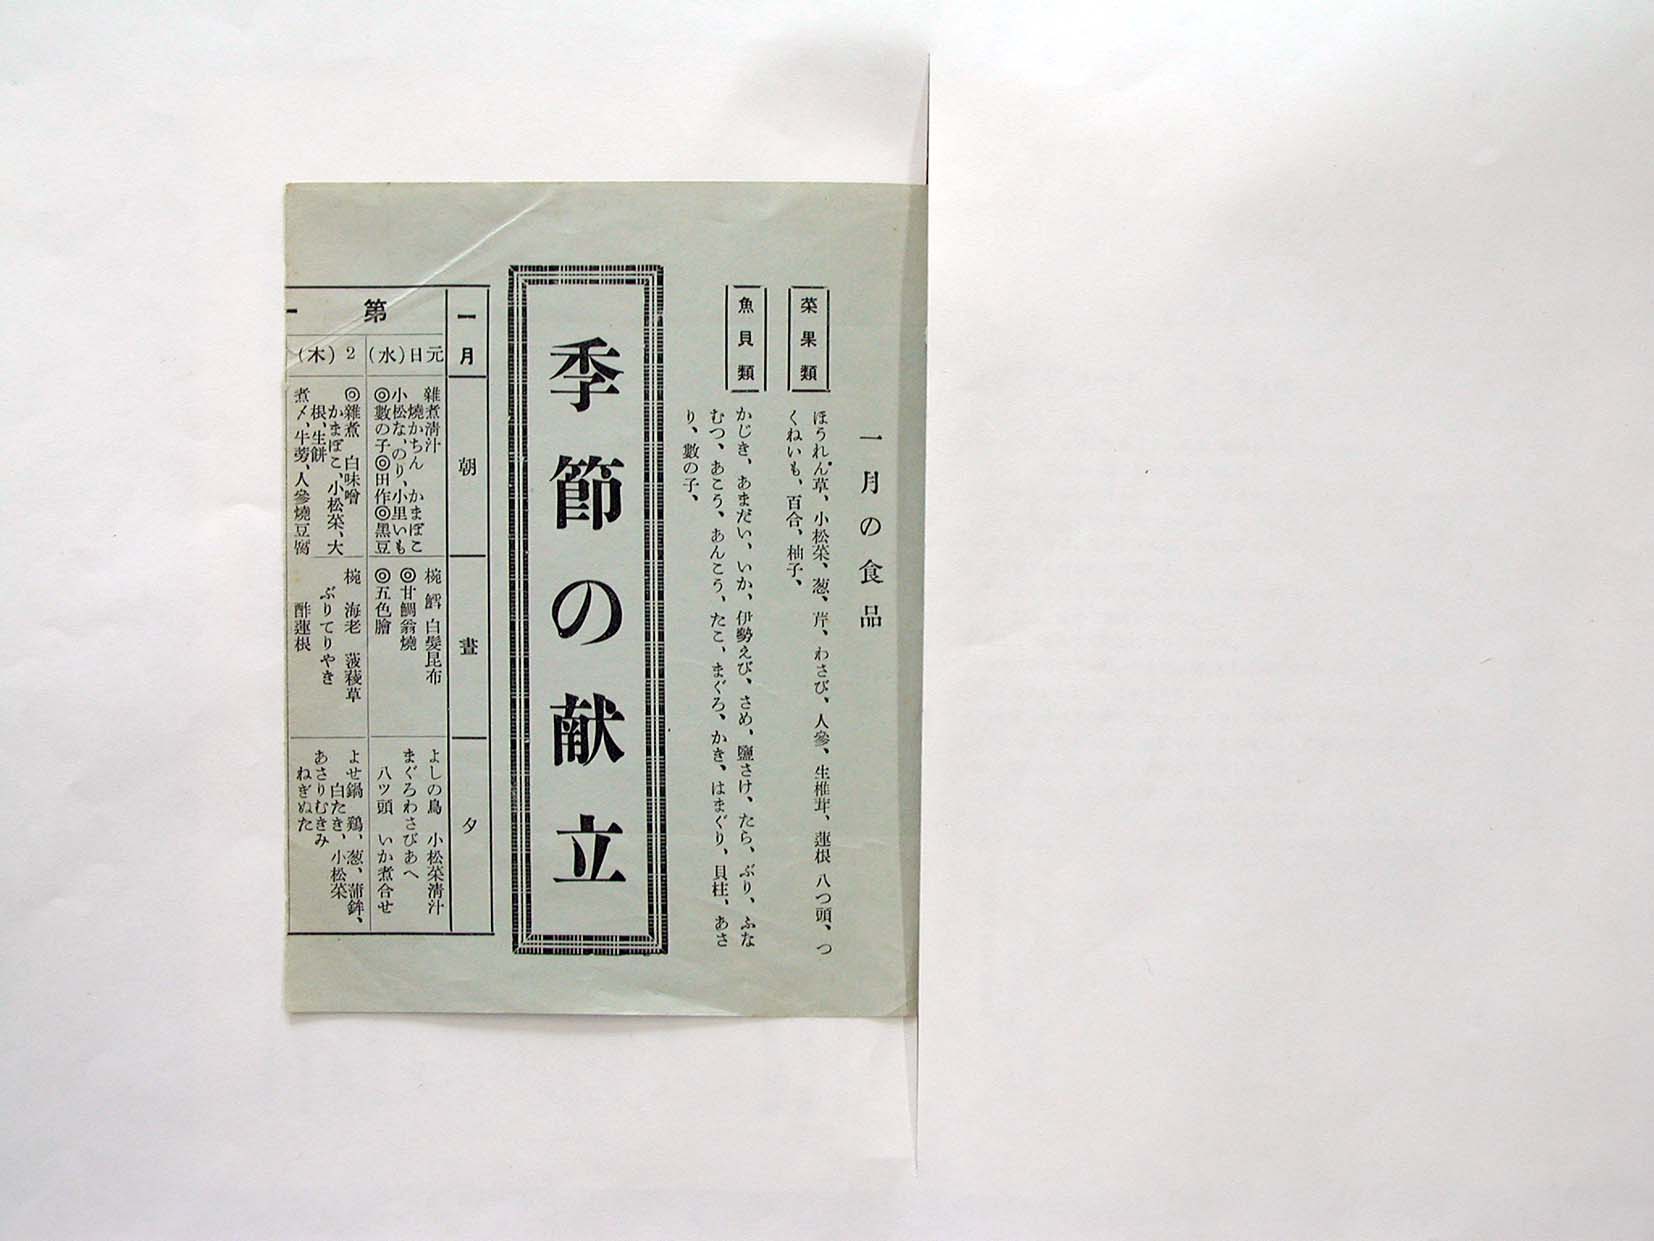 一月の食品
菜果類
ほうれん草、小松菜、葱、芹、わさび、人參、生椎茸、蓮根 八つ頭、つ
くねいも、百合、柚子、
魚貝類
かじき、あまだい、いか、伊勢えび、さめ、鹽さけ、たら、ぶり、ふな
むつ、あこう、あんこう、たこ、まぐろ、かき、はまぐり、貝柱、あさ
り、數の子、
季節の献立
一月
朝
晝
夕
第一
元日(水)
雜煮淸汁
燒かちん かまぼこ
小松な、のり、小里いも
◎數の子◎田作◎黑豆
椀 鱈 白髮昆布
◎甘鯛翁燒
◎五色膾
よしの鳥 小松菜淸汁
まぐろわさびあへ
八ツ頭 いか煮合せ
2(木)
◎雜煮 白味噌
かまぼこ、小松菜、大
根、生餅
煮〆、牛蒡、人參燒豆腐
椀 海老 菠薐草
ぶりてりやき
酢蓮根
よせ鍋 鶏、葱、蒲鉾、
白たき、小松菜
あさりむきみ
ねぎぬた